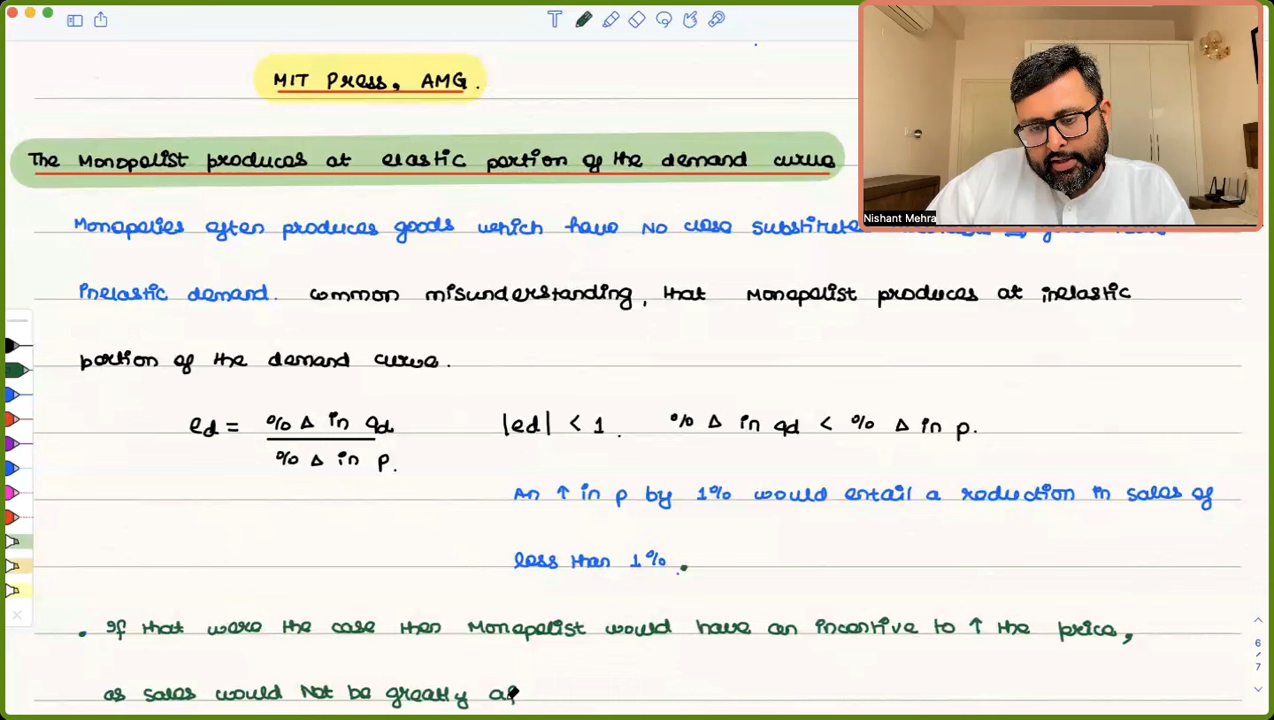 MIT Press, AMG.
Nishant Mehra
The Monopolist produces at elastic portion of the demand curve
Monopolies often produces goods which have no close substitutes
inelastic demand. common misunderstanding, that Monopolist produces at inelastic
portion of the demand curve.
ed = % Δ in qd / % Δ in p. |ed| < 1. % Δ in qd < % Δ in p.
An ↑ in p by 1% would entail a reduction in sales of
less than 1%.
• If that were the case then Monopolist would have an incentive to ↑ the price,
as sales would Not be greatly
6
/
7